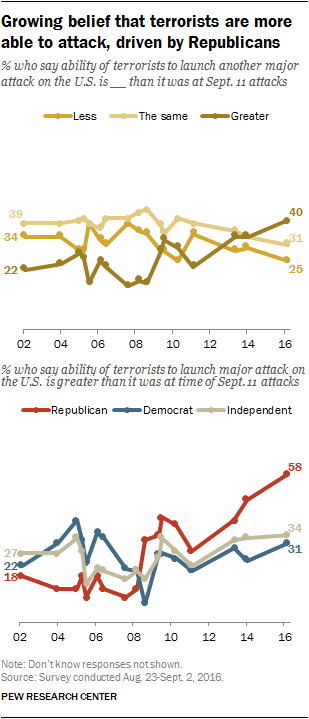 Growing belief that terrorists are more
able to attack, driven by Republicans
% who say ability of terrorists to launch another major
attack on the U.S. is __ than it was at Sept. 11 attacks
Less The same Greater
39
34
22
40
31
25
02 04 06 08 10 12 14 16
% who say ability of terrorists to launch major attack on
the U.S. is greater than it was at time of Sept. 11 attacks
Republican Democrat Independent
58
27
22
18
34
31
02 04 06 08 10 12 14 16
Note: Don't know responses not shown.
Source: Survey conducted Aug. 23-Sept. 2, 2016.
PEW RESEARCH CENTER